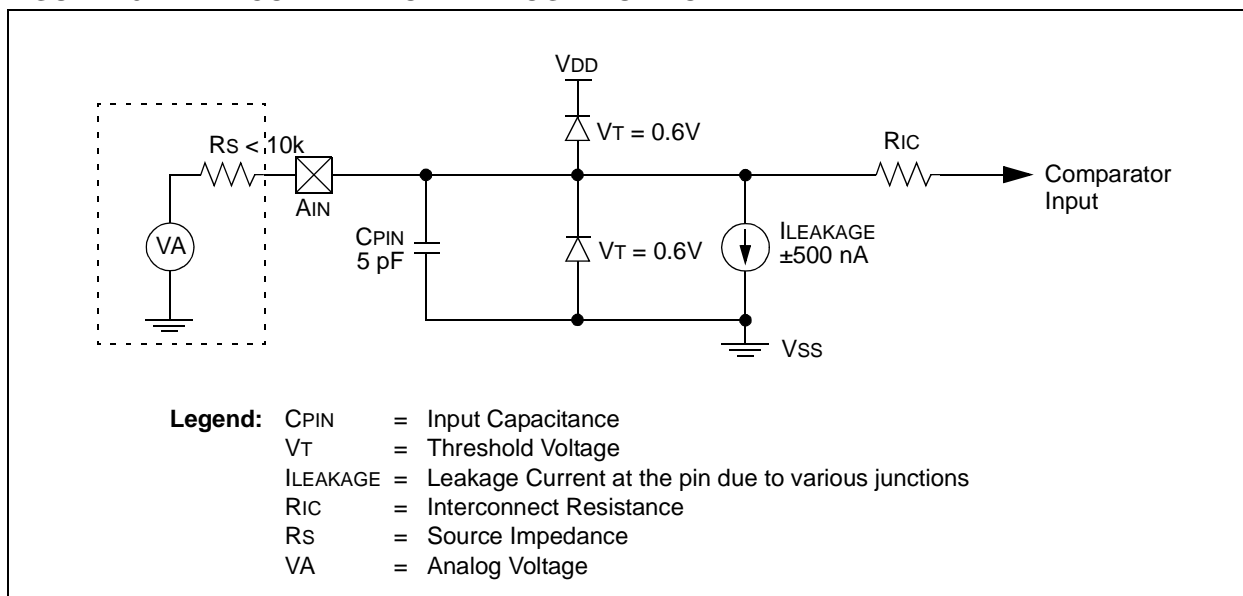 VDD
VT = 0.6V
RS < 10k
RIC
AIN
Comparator
Input
VA
CPIN
5 pF
VT = 0.6V
ILEAKAGE
±500 nA
VSS
Legend: CPIN = Input Capacitance
VT = Threshold Voltage
ILEAKAGE = Leakage Current at the pin due to various junctions
RIC = Interconnect Resistance
RS = Source Impedance
VA = Analog Voltage